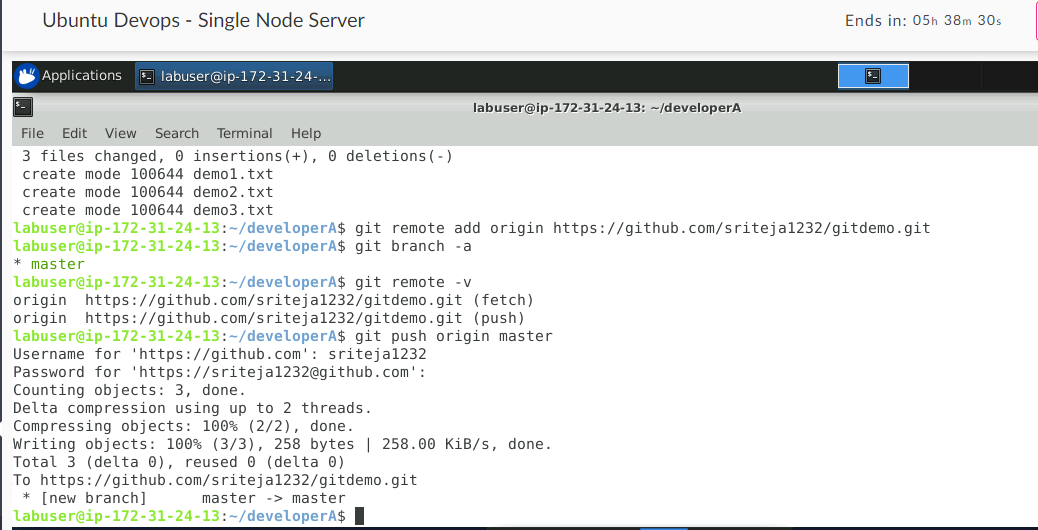 Ubuntu Devops - Single Node Server
Ends in: 05h 38m 30s
Applications
labuser@ip-172-31-24-...
labuser@ip-172-31-24-13: ~/developerA
File Edit View Search Terminal Help
3 files changed, 0 insertions(+), 0 deletions(-)
create mode 100644 demo1.txt
create mode 100644 demo2.txt
create mode 100644 demo3.txt
labuser@ip-172-31-24-13:~/developerA$ git remote add origin https://github.com/sriteja1232/gitdemo.git
labuser@ip-172-31-24-13:~/developerA$ git branch -a
* master
labuser@ip-172-31-24-13:~/developerA$ git remote -v
origin  https://github.com/sriteja1232/gitdemo.git (fetch)
origin  https://github.com/sriteja1232/gitdemo.git (push)
labuser@ip-172-31-24-13:~/developerA$ git push origin master
Username for 'https://github.com': sriteja1232
Password for 'https://sriteja1232@github.com':
Counting objects: 3, done.
Delta compression using up to 2 threads.
Compressing objects: 100% (2/2), done.
Writing objects: 100% (3/3), 258 bytes | 258.00 KiB/s, done.
Total 3 (delta 0), reused 0 (delta 0)
To https://github.com/sriteja1232/gitdemo.git
 * [new branch]      master -> master
labuser@ip-172-31-24-13:~/developerA$